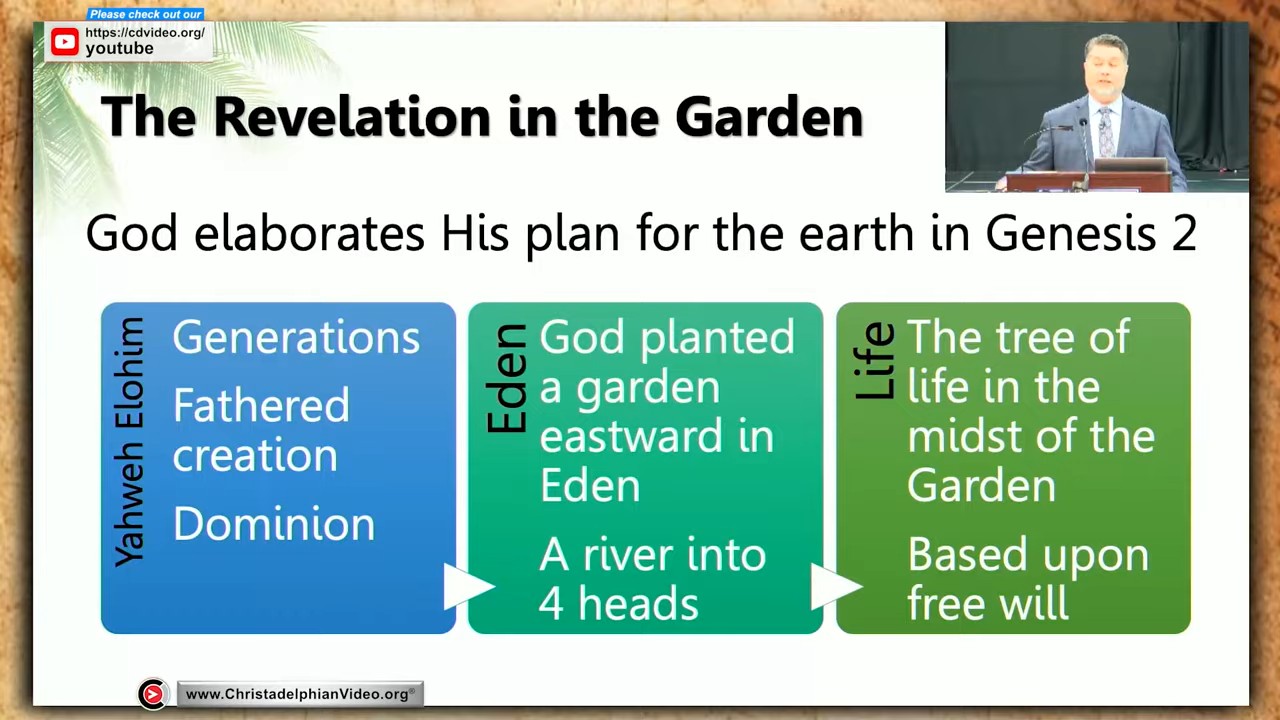 Please check out our
https://cdvideo.org/
youtube
The Revelation in the Garden
God elaborates His plan for the earth in Genesis 2
Yahweh Elohim
Generations
Fathered
creation
Dominion
Eden
God planted
a garden
eastward in
Eden
A river into
4 heads
Life
The tree of
life in the
midst of the
Garden
Based upon
free will
www.ChristadelphianVideo.org®